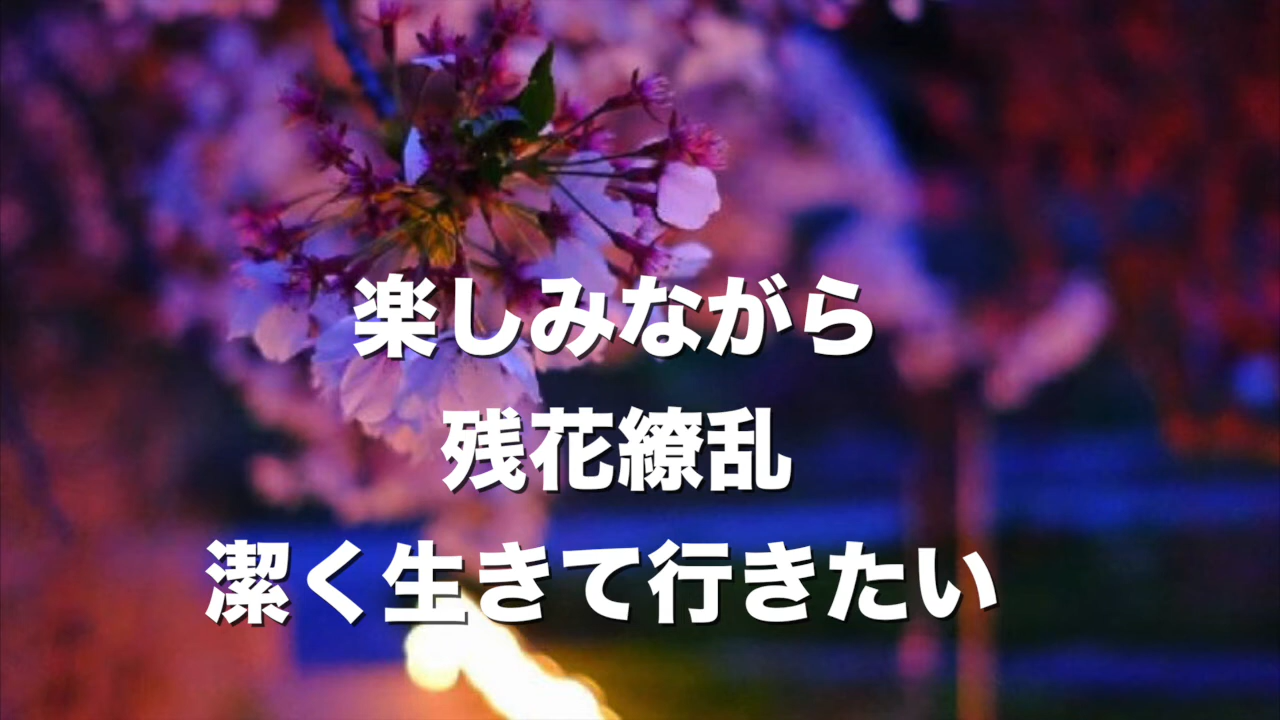 楽しみながら
残花繚乱
潔く生きて行きたい